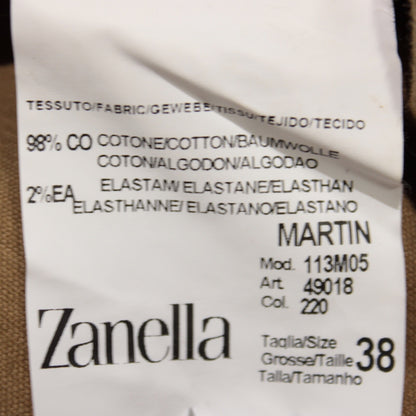 TESSUTO/FABRIC/GEWEBE/TISSU/TEJIDO/TECIDO
98% CO COTONE/COTTON/BAUMWOLLE
COTON/ALGODON/ALGODAO
2%EA ELASTAM/ELASTANE/ELASTHAN
ELASTHANNE/ELASTANO/ELASTANO
MARTIN
Mod. 113M05
Art. 49018
Col. 220
Zanella
Taglia/Size
Grosse/Taille 38
Talla/Tamanho